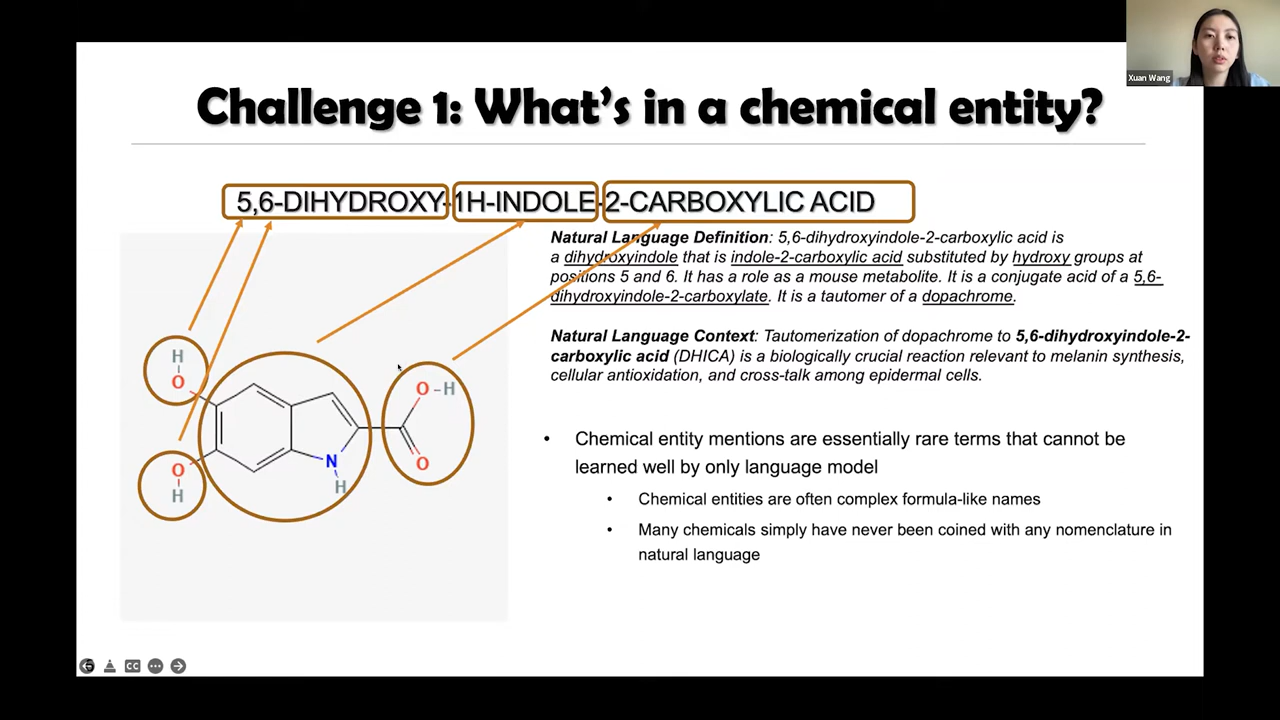 Xuan Wang
Challenge 1: What's in a chemical entity?
5,6-DIHYDROXY-1H-INDOLE-2-CARBOXYLIC ACID
Natural Language Definition: 5,6-dihydroxyindole-2-carboxylic acid is
a dihydroxyindole that is indole-2-carboxylic acid substituted by hydroxy groups at
positions 5 and 6. It has a role as a mouse metabolite. It is a conjugate acid of a 5,6-
dihydroxyindole-2-carboxylate. It is a tautomer of a dopachrome.
Natural Language Context: Tautomerization of dopachrome to 5,6-dihydroxyindole-2-
carboxylic acid (DHICA) is a biologically crucial reaction relevant to melanin synthesis,
cellular antioxidation, and cross-talk among epidermal cells.
H
O
O
H
N
H
O-H
O
• Chemical entity mentions are essentially rare terms that cannot be
learned well by only language model
• Chemical entities are often complex formula-like names
• Many chemicals simply have never been coined with any nomenclature in
natural language
CC